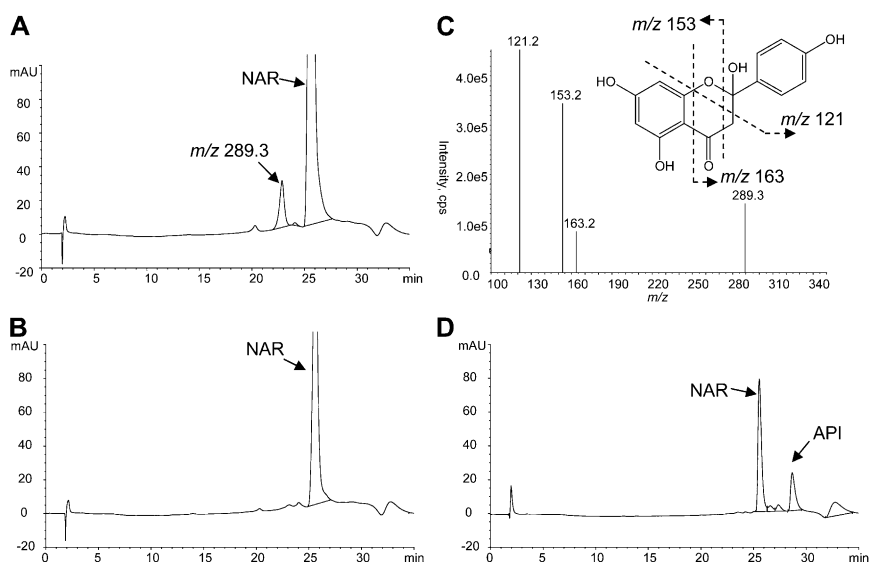 A
mAU
80
60
40
20
0
-20
NAR
m/z 289.3
0 5 10 15 20 25 30 min
C
121.2
153.2
163.2
289.3
4.0e5
3.0e5
2.0e5
1.0e5
0.0
Intensity, cps
100 130 160 190 220 250 280 310 340
m/z
m/z 153
m/z 121
m/z 163
HO
OH
O
OH
OH
O
B
mAU
80
60
40
20
0
-20
NAR
0 5 10 15 20 25 30 min
D
mAU
80
60
40
20
0
-20
NAR
API
0 5 10 15 20 25 30 min